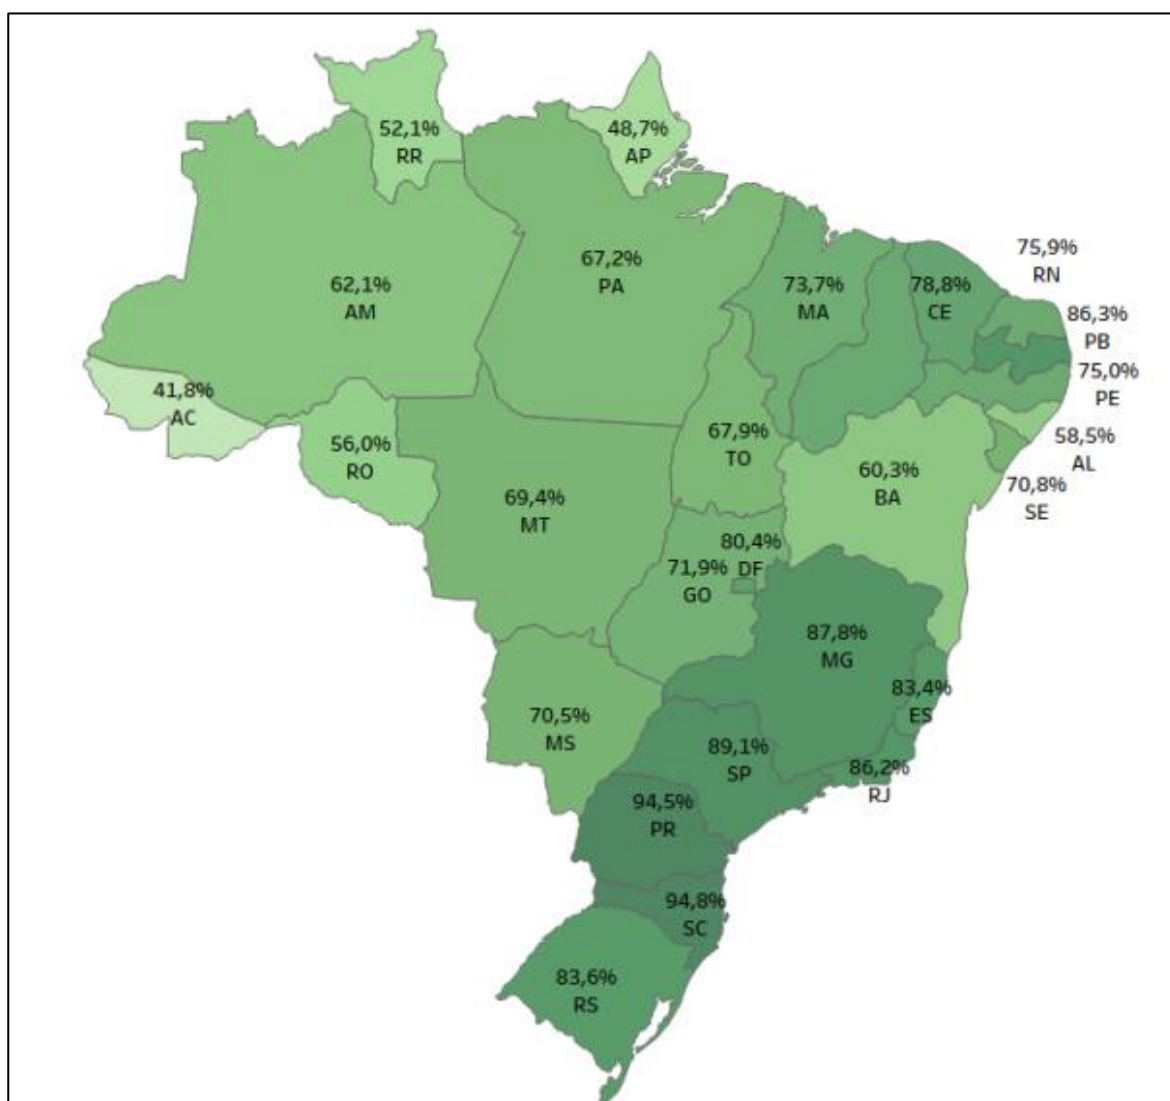 52,1%
RR
48,7%
AP
62,1%
AM
67,2%
PA
73,7%
MA
78,8%
CE
75,9%
RN
86,3%
PB
75,0%
PE
58,5%
AL
70,8%
SE
41,8%
AC
56,0%
RO
67,9%
TO
60,3%
BA
69,4%
MT
80,4%
DF
71,9%
GO
87,8%
MG
83,4%
ES
70,5%
MS
89,1%
SP
86,2%
RJ
94,5%
PR
94,8%
SC
83,6%
RS